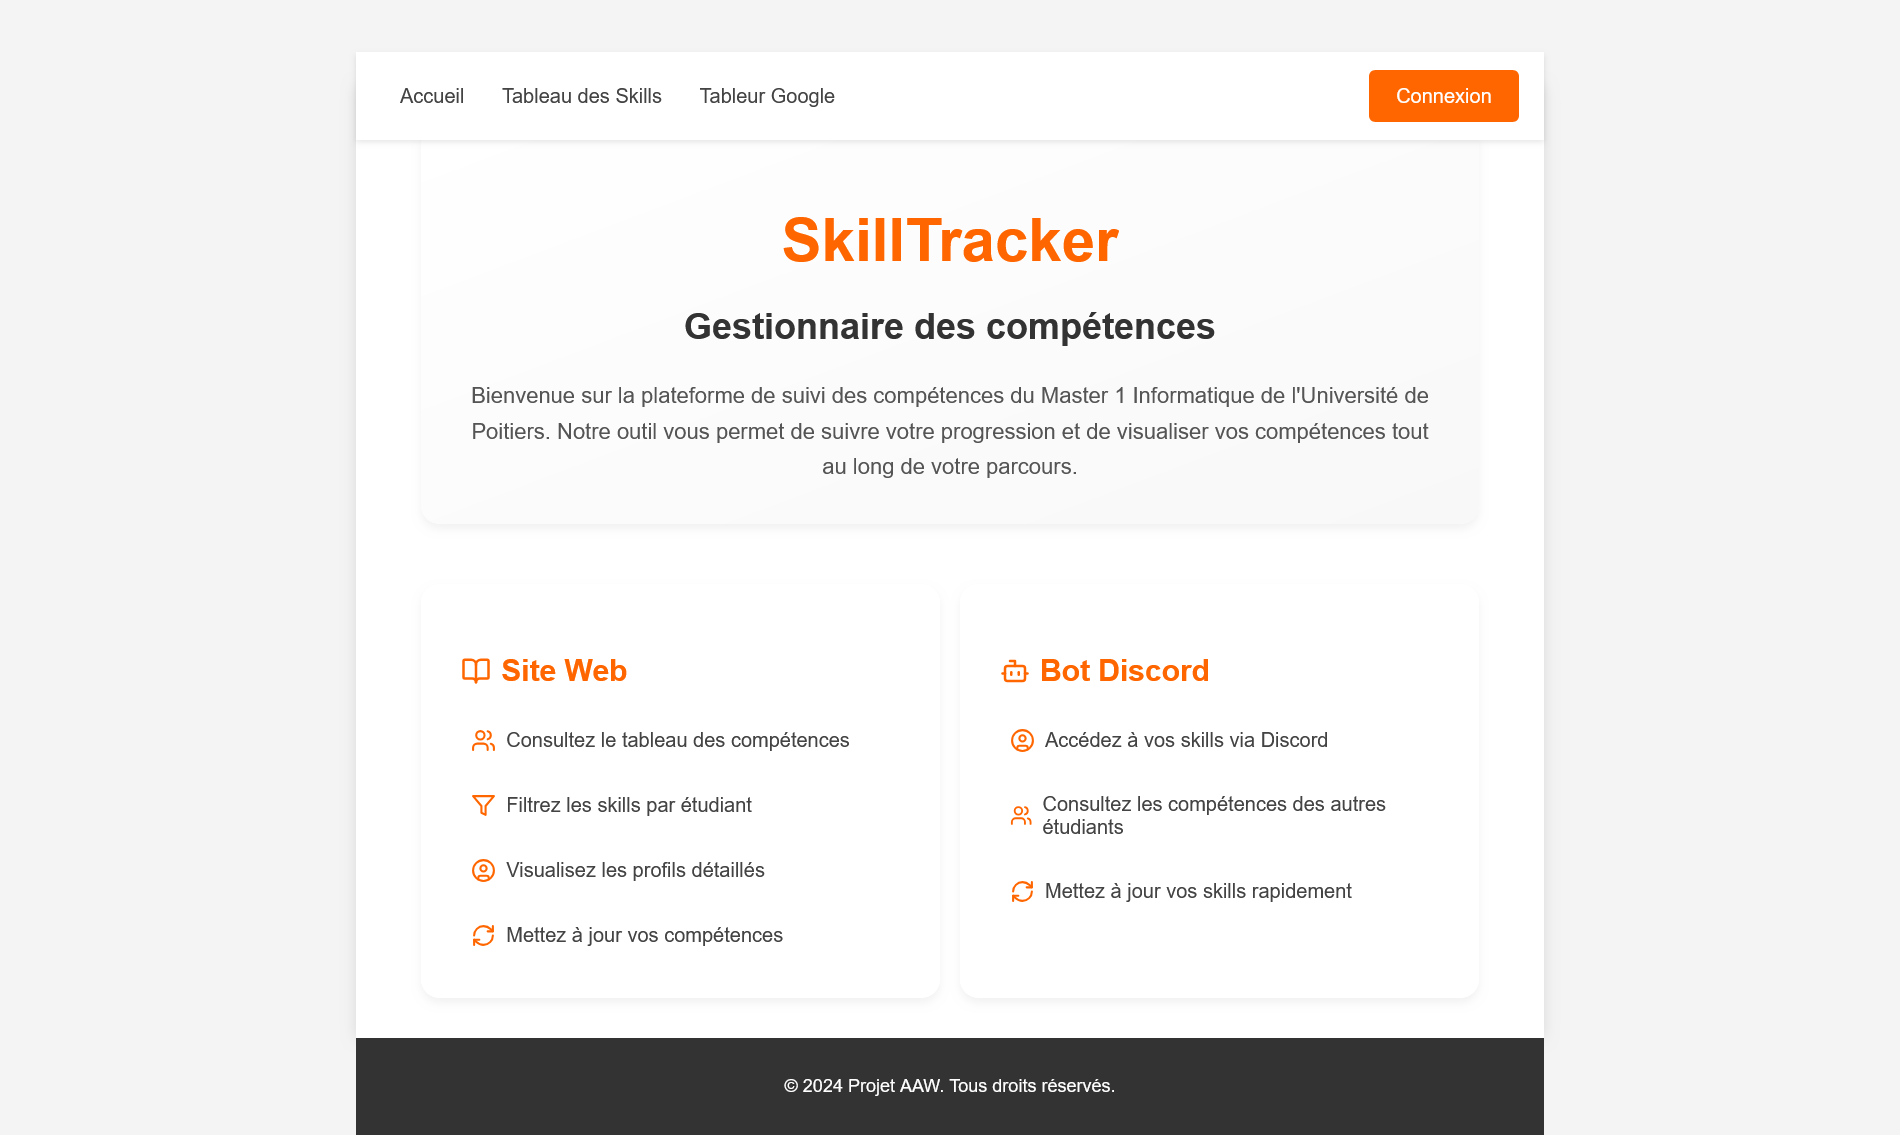 Accueil
Tableau des Skills
Tableur Google
Connexion
SkillTracker
Gestionnaire des compétences
Bienvenue sur la plateforme de suivi des compétences du Master 1 Informatique de l'Université de
Poitiers. Notre outil vous permet de suivre votre progression et de visualiser vos compétences tout
au long de votre parcours.
Site Web
Consultez le tableau des compétences
Filtrez les skills par étudiant
Visualisez les profils détaillés
Mettez à jour vos compétences
Bot Discord
Accédez à vos skills via Discord
Consultez les compétences des autres
étudiants
Mettez à jour vos skills rapidement
© 2024 Projet AAW. Tous droits réservés.